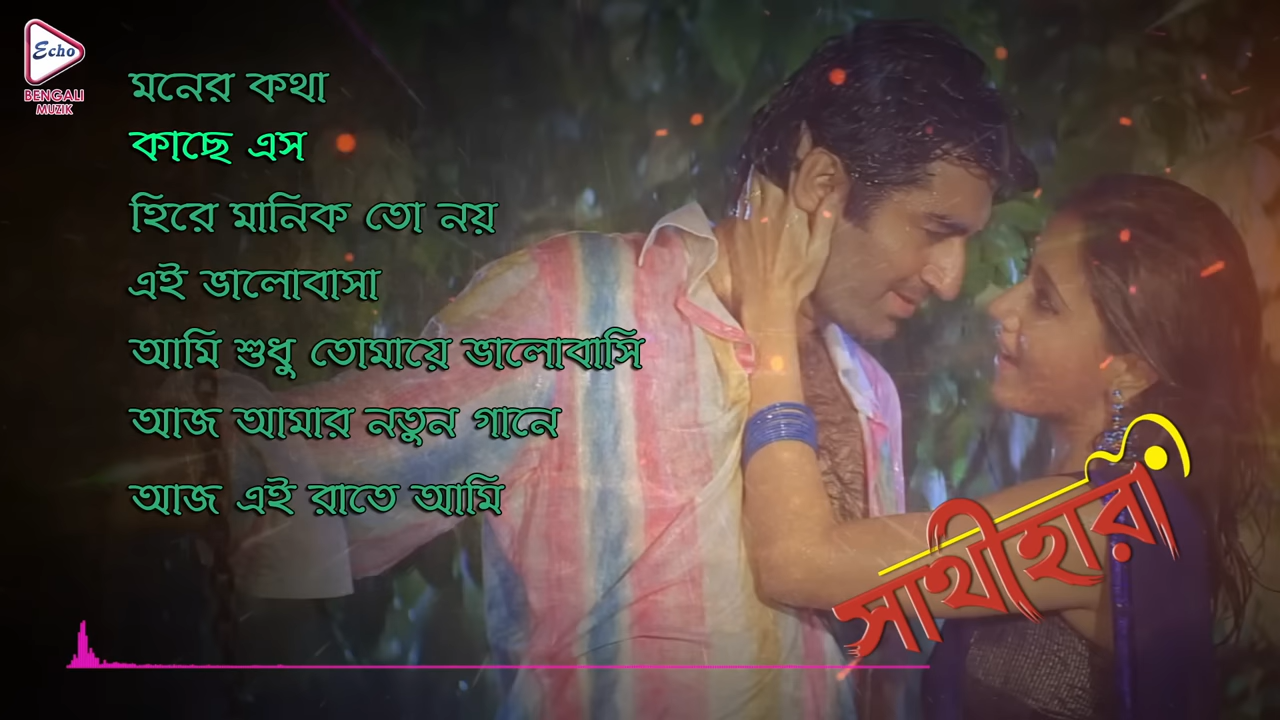 Echo
BENGALI
MUZIK
মনের কথা
কাছে এস
হিরে মানিক তো নয়
এই ভালোবাসা
আমি শুধু তোমায়ে ভালোবাসি
আজ আমার নতুন গানে
আজ এই রাতে আমি
সাথীহারা